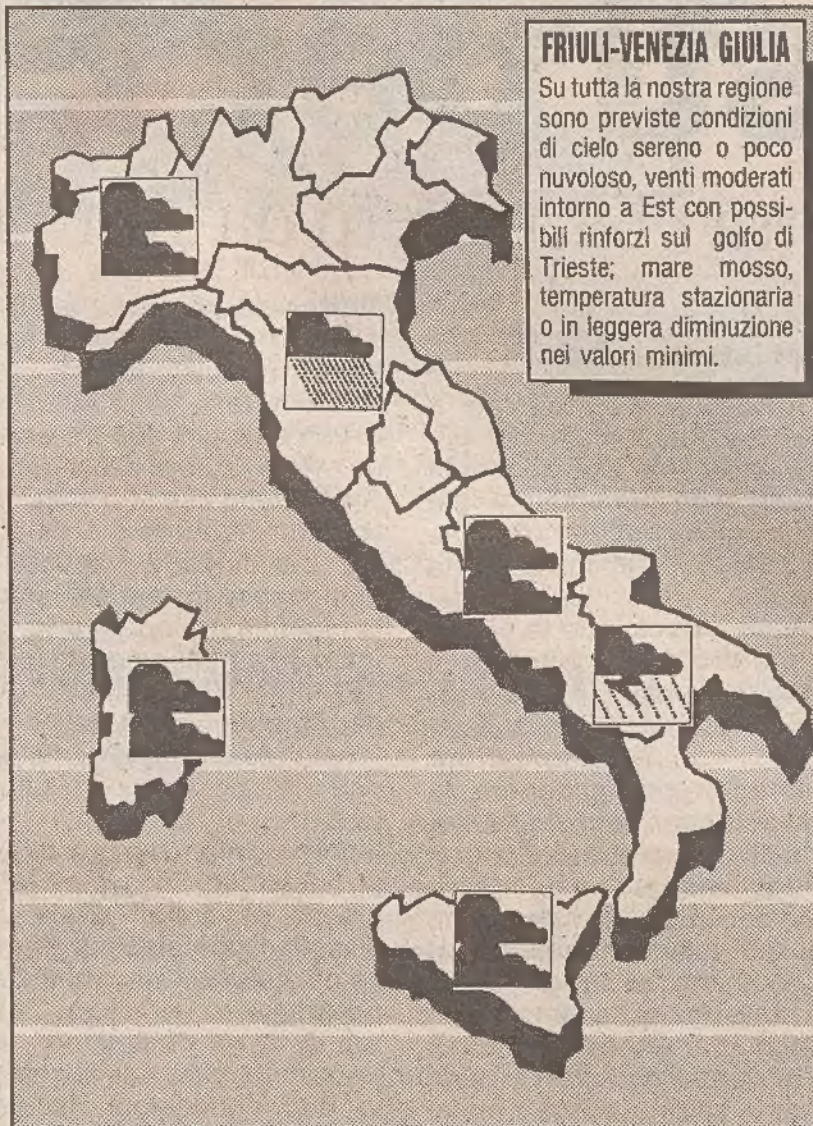 FRIULI-VENEZIA GIULIA
Su tutta la nostra regione
sono previste condizioni
di cielo sereno o poco
nuvoloso, venti moderati
intorno a Est con possi-
bili rinforzi sul golfo di
Trieste; mare mosso,
temperatura stazionaria
o in leggera diminuzione
nei valori minimi.